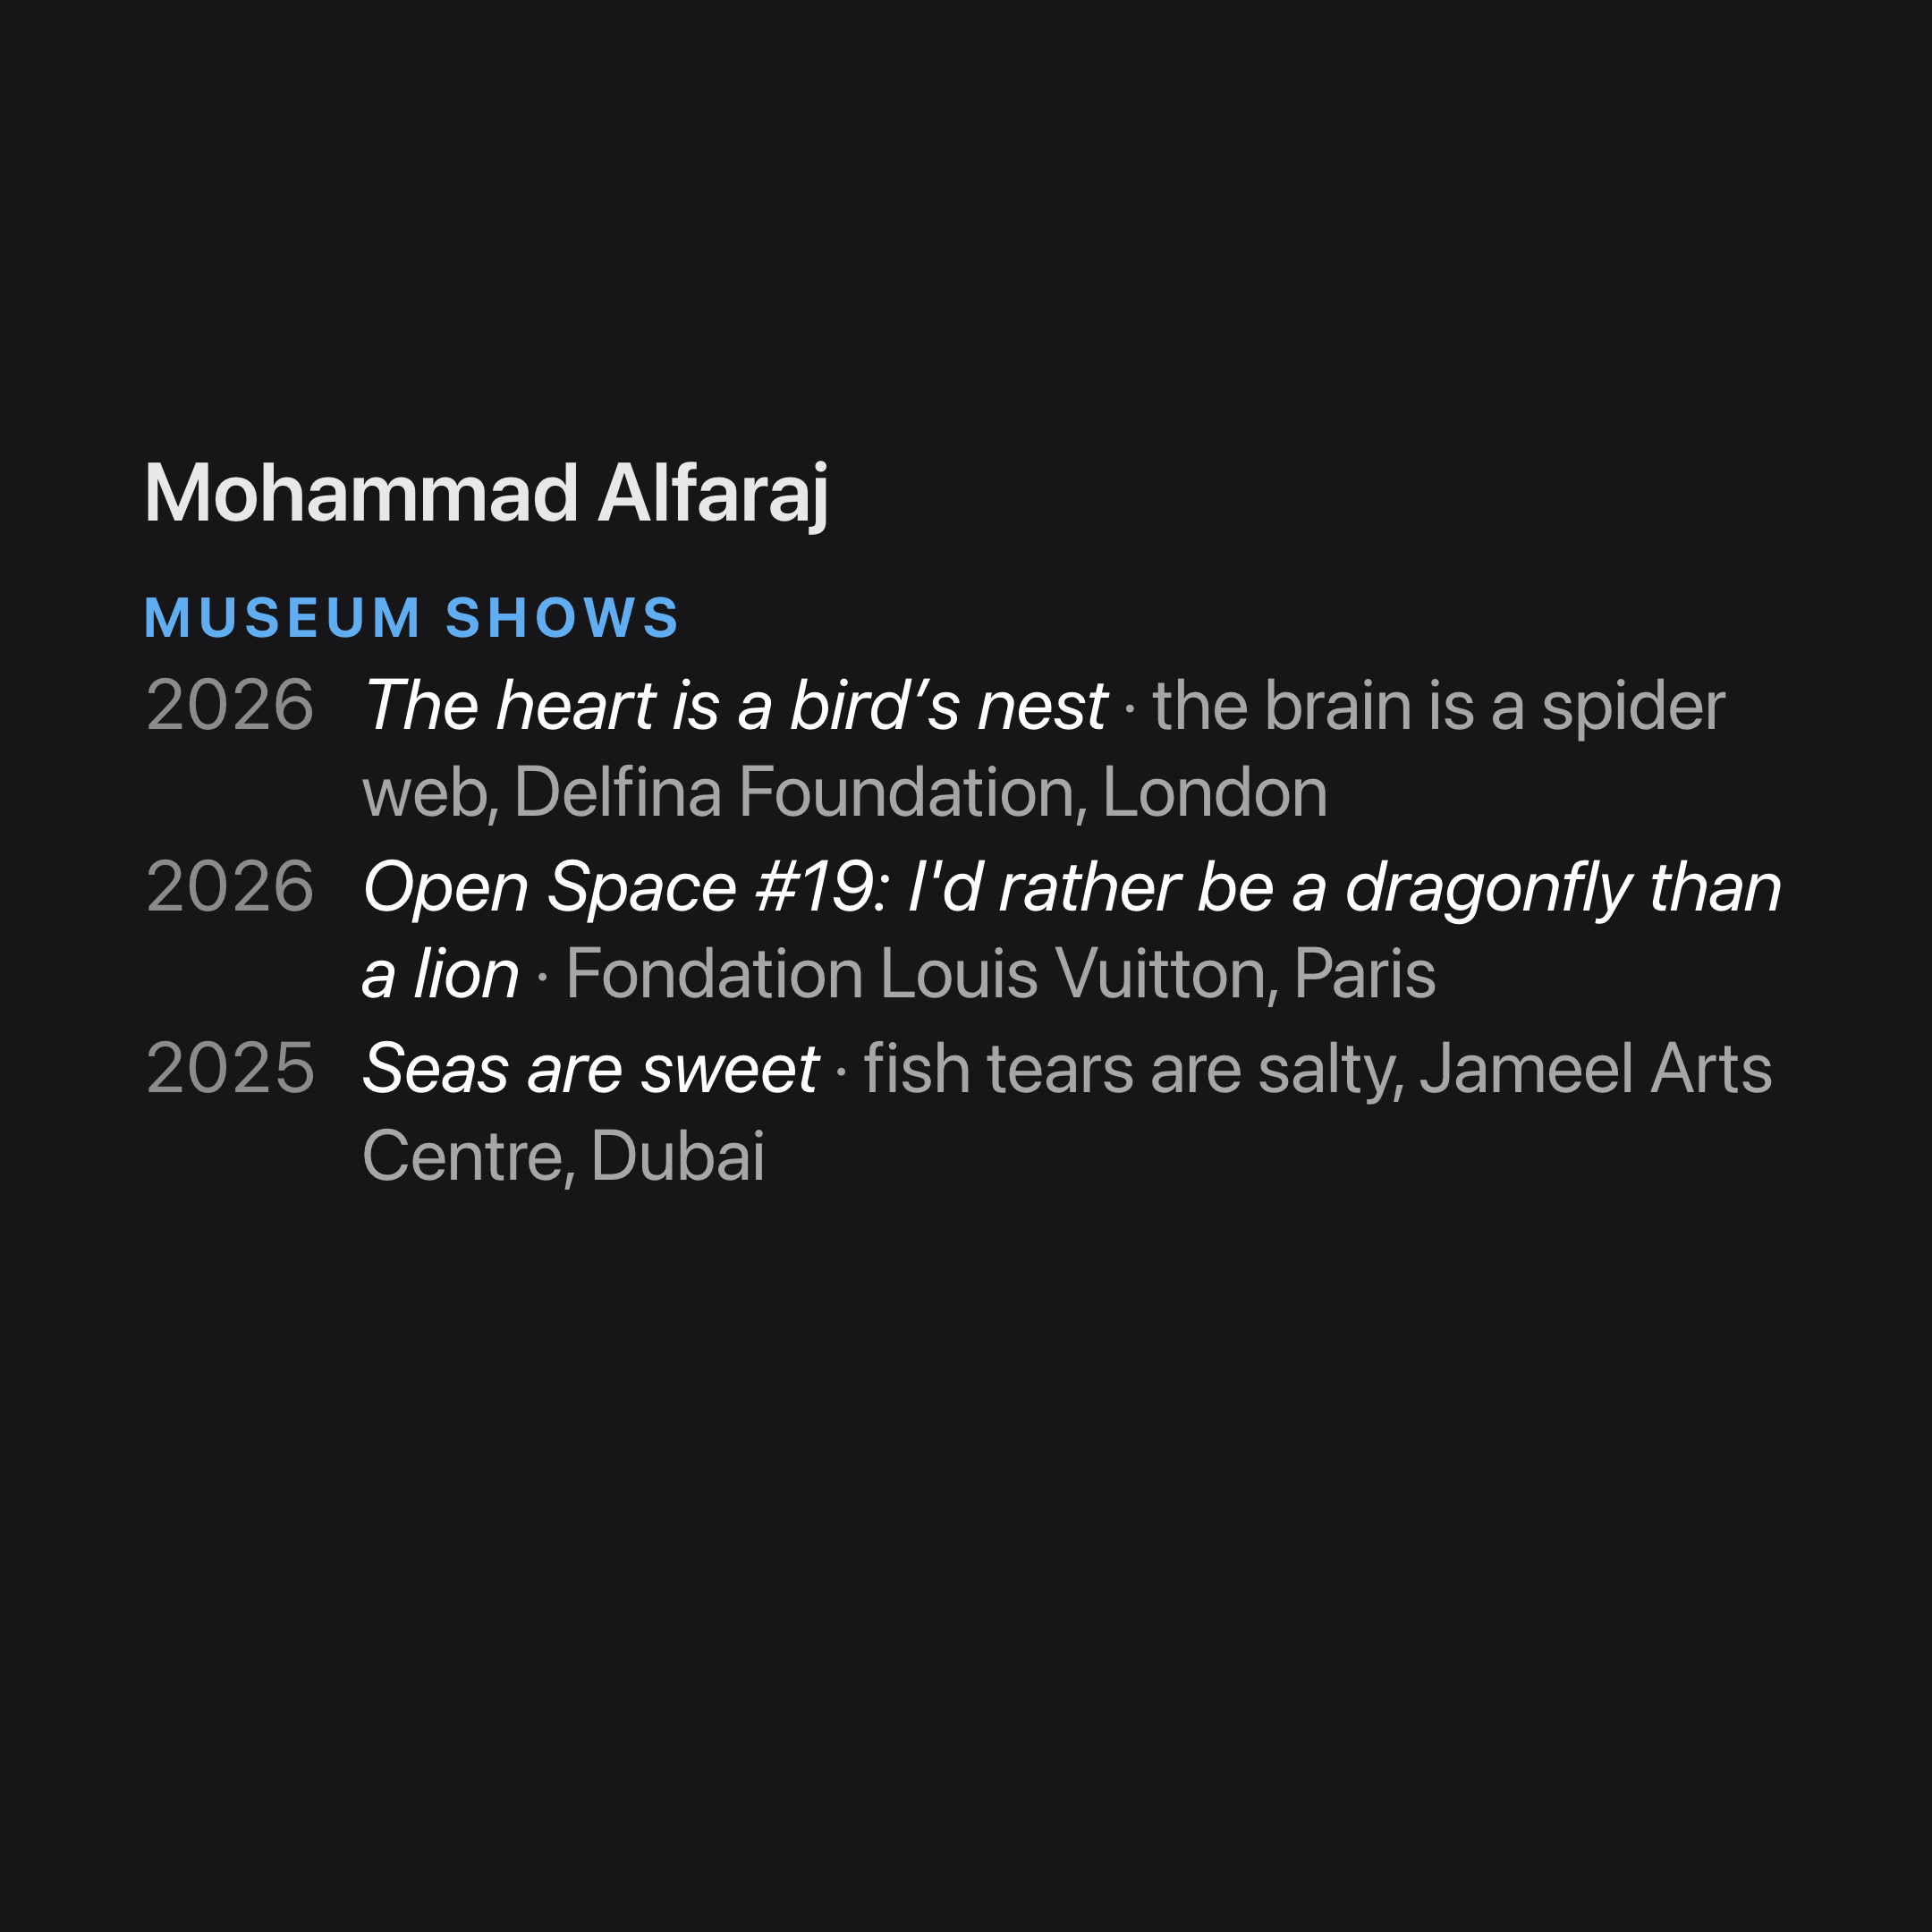 Mohammad Alfaraj
MUSEUM SHOWS
2026 The heart is a bird’s nest · the brain is a spider
web, Delfina Foundation, London
2026 Open Space #19: I'd rather be a dragonfly than
a lion · Fondation Louis Vuitton, Paris
2025 Seas are sweet · fish tears are salty, Jameel Arts
Centre, Dubai